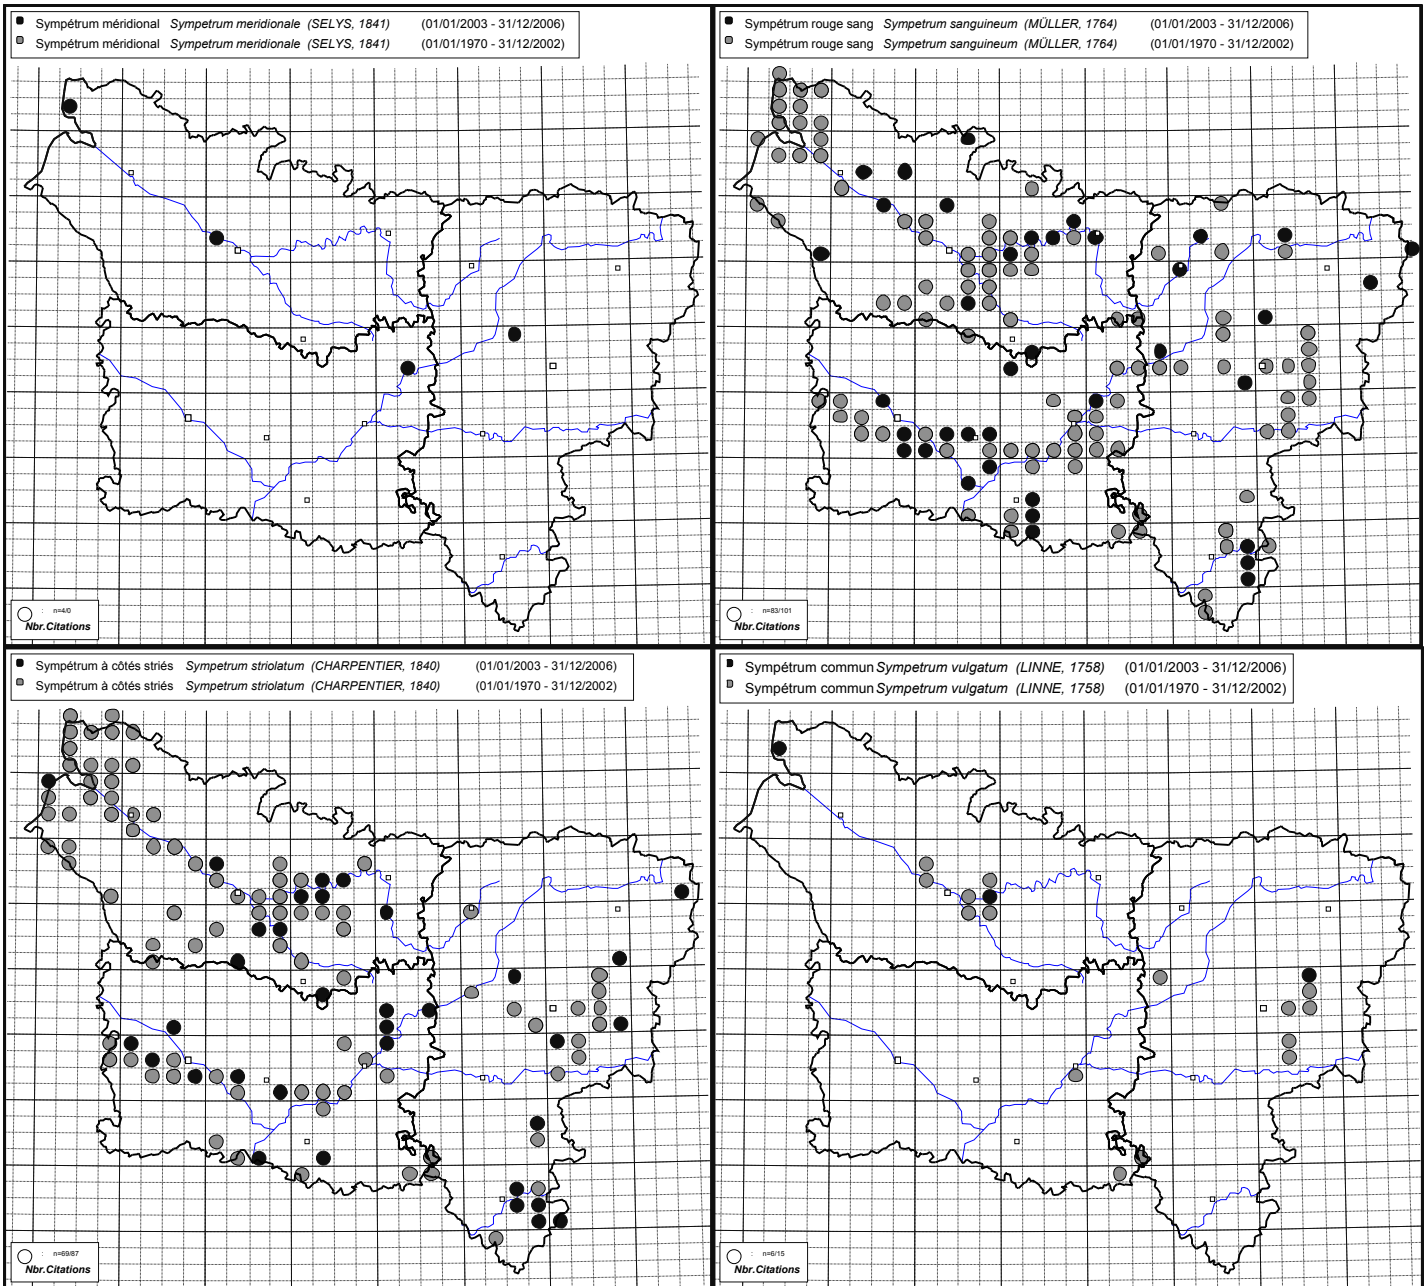 Sympétrum méridional Sympetrum meridionale (SELYS, 1841) (01/01/2003 - 31/12/2006)
Sympétrum méridional Sympetrum meridionale (SELYS, 1841) (01/01/1970 - 31/12/2002)
: n=4/0
Nbr.Citations
Sympétrum rouge sang Sympetrum sanguineum (MÜLLER, 1764) (01/01/2003 - 31/12/2006)
Sympétrum rouge sang Sympetrum sanguineum (MÜLLER, 1764) (01/01/1970 - 31/12/2002)
: n=83/101
Nbr.Citations
Sympétrum à côtés striés Sympetrum striolatum (CHARPENTIER, 1840) (01/01/2003 - 31/12/2006)
Sympétrum à côtés striés Sympetrum striolatum (CHARPENTIER, 1840) (01/01/1970 - 31/12/2002)
: n=69/87
Nbr.Citations
Sympétrum commun Sympetrum vulgatum (LINNE, 1758) (01/01/2003 - 31/12/2006)
Sympétrum commun Sympetrum vulgatum (LINNE, 1758) (01/01/1970 - 31/12/2002)
: n=6/15
Nbr.Citations